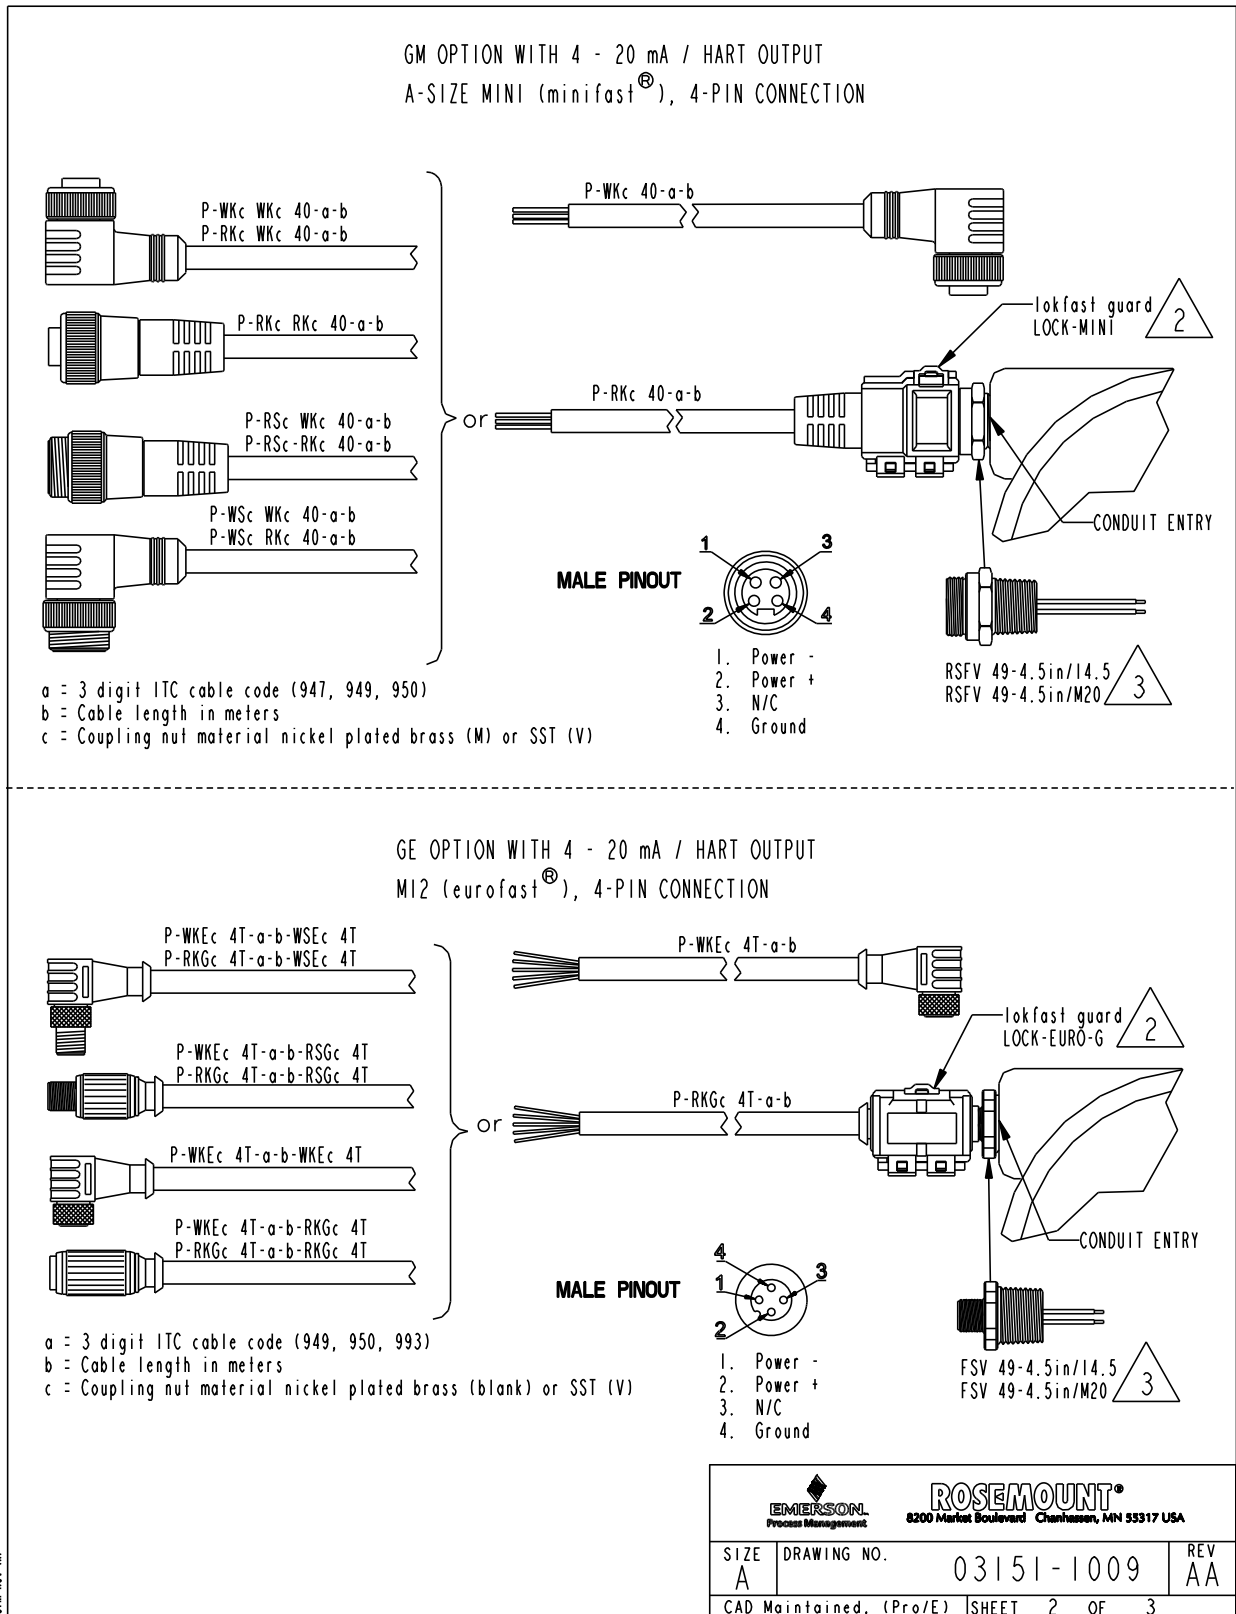 GM OPTION WITH 4 - 20 mA / HART OUTPUT
A-SIZE MINI (minifast®), 4-PIN CONNECTION
P-WKc WKc 40-a-b
P-RKc WKc 40-a-b
P-RKc RKc 40-a-b
P-RSc WKc 40-a-b
P-RSc-RKc 40-a-b
P-WSc WKc 40-a-b
P-WSc RKc 40-a-b
or
P-WKc 40-a-b
lokfast guard
LOCK-MINI
2
P-RKc 40-a-b
CONDUIT ENTRY
MALE PINOUT
1
3
2
4
1. Power -
2. Power +
3. N/C
4. Ground
RSFV 49-4.5in/14.5
RSFV 49-4.5in/M20
3
a = 3 digit ITC cable code (947, 949, 950)
b = Cable length in meters
c = Coupling nut material nickel plated brass (M) or SST (V)
GE OPTION WITH 4 - 20 mA / HART OUTPUT
M12 (eurofast®), 4-PIN CONNECTION
P-WKEc 4T-a-b-WSEc 4T
P-RKGc 4T-a-b-WSEc 4T
P-WKEc 4T-a-b-RSGc 4T
P-RKGc 4T-a-b-RSGc 4T
P-WKEc 4T-a-b-WKEc 4T
P-WKEc 4T-a-b-RKGc 4T
P-RKGc 4T-a-b-RKGc 4T
or
P-WKEc 4T-a-b
lokfast guard
LOCK-EURO-G
2
P-RKGc 4T-a-b
CONDUIT ENTRY
MALE PINOUT
4
1
3
2
1. Power -
2. Power +
3. N/C
4. Ground
FSV 49-4.5in/14.5
FSV 49-4.5in/M20
3
a = 3 digit ITC cable code (949, 950, 993)
b = Cable length in meters
c = Coupling nut material nickel plated brass (blank) or SST (V)
EMERSON.
Process Management
ROSEMOUNT®
8200 Market Boulevard Chanhassen, MN 55317 USA
SIZE
A
DRAWING NO.
03151-1009
REV
AA
CAD Maintained, (Pro/E)
SHEET 2 OF 3